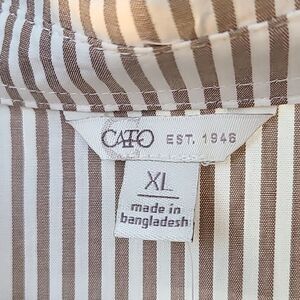 CATO EST. 1946
XL
made in
bangladesh